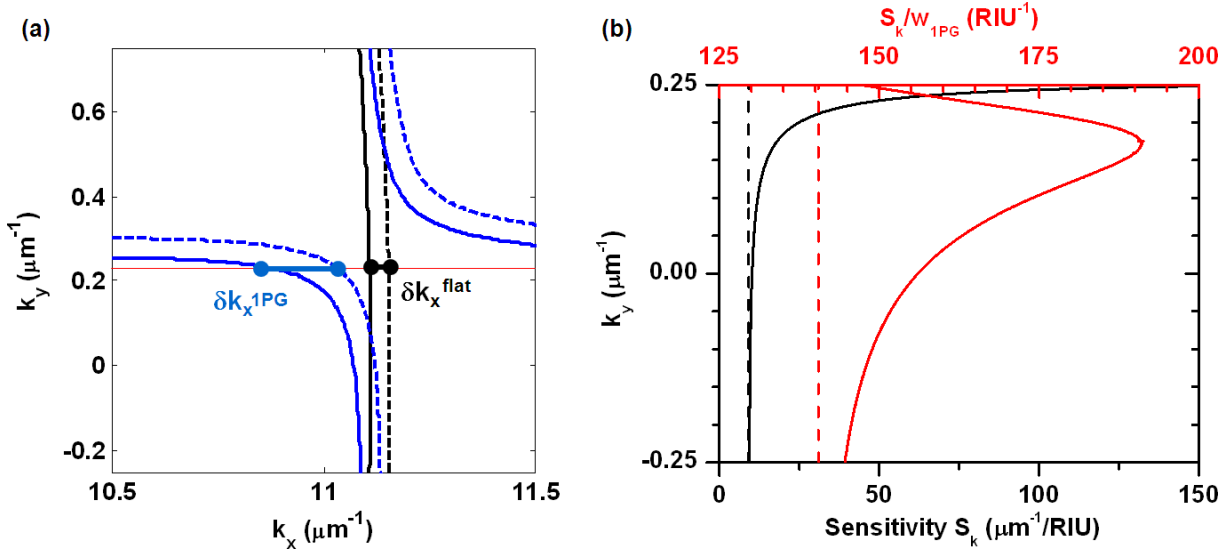 (a)
0.6
0.4
0.2
0
-0.2
k_y (μm⁻¹)
δk_x^1PG
δk_x^flat
10.5 11 11.5
k_x (μm⁻¹)
(b)
S_k/w_1PG (RIU⁻¹)
125 150 175 200
0.25
0.00
-0.25
k_y (μm⁻¹)
0 50 100 150
Sensitivity S_k (μm⁻¹/RIU)